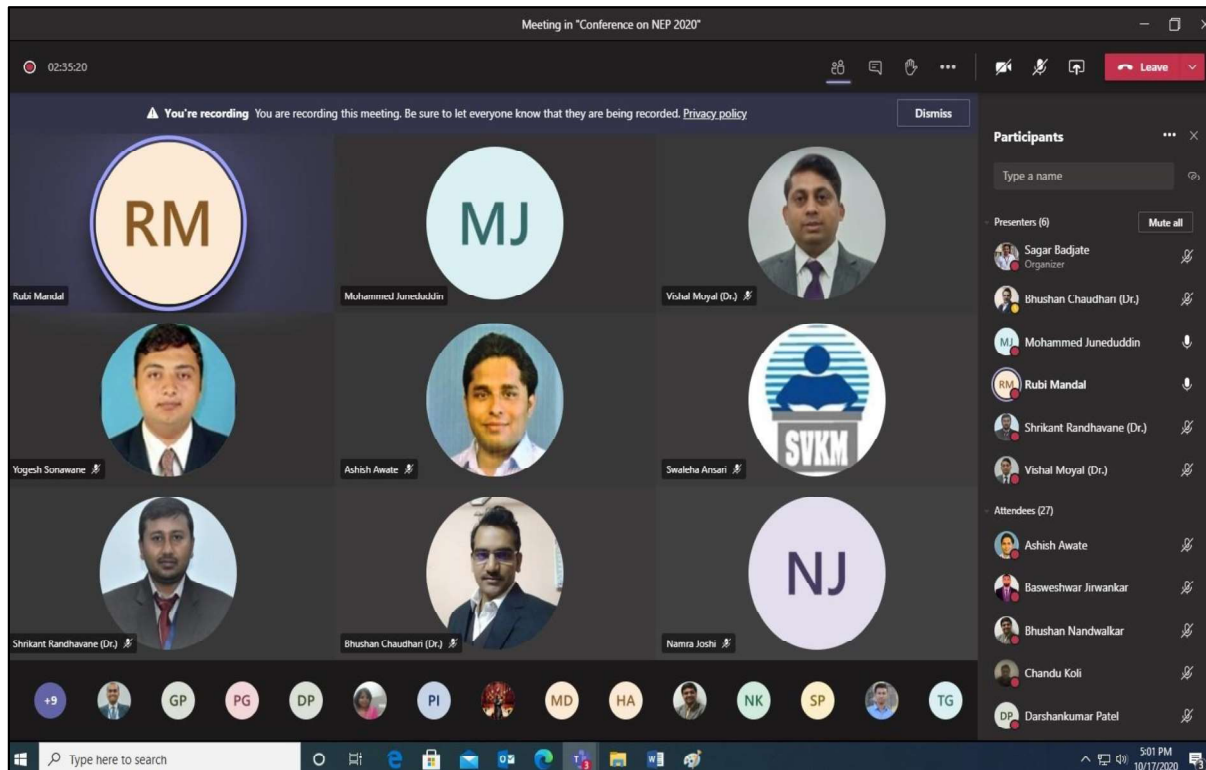 Meeting in "Conference on NEP 2020"
02:35:20
Leave
You're recording You are recording this meeting. Be sure to let everyone know that they are being recorded. Privacy policy
Dismiss
RM
Rubi Mandal
MJ
Mohammed Juneduddin
Vishal Moyal (Dr.)
Yogesh Sonawane
Ashish Awate
SVKM
Swaleha Ansari
Shrikant Randhavane (Dr.)
Bhushan Chaudhari (Dr.)
NJ
Namra Joshi
+9
GP
PG
DP
PI
MD
HA
NK
SP
TG
Participants
Type a name
Presenters (6)
Mute all
Sagar Badjate
Organizer
Bhushan Chaudhari (Dr.)
MJ
Mohammed Juneduddin
RM
Rubi Mandal
Shrikant Randhavane (Dr.)
Vishal Moyal (Dr.)
Attendees (27)
Ashish Awate
Basweshwar Jirwankar
Bhushan Nandwalkar
Chandu Koli
DP
Darshankumar Patel
Type here to search
5:01 PM
10/17/2020